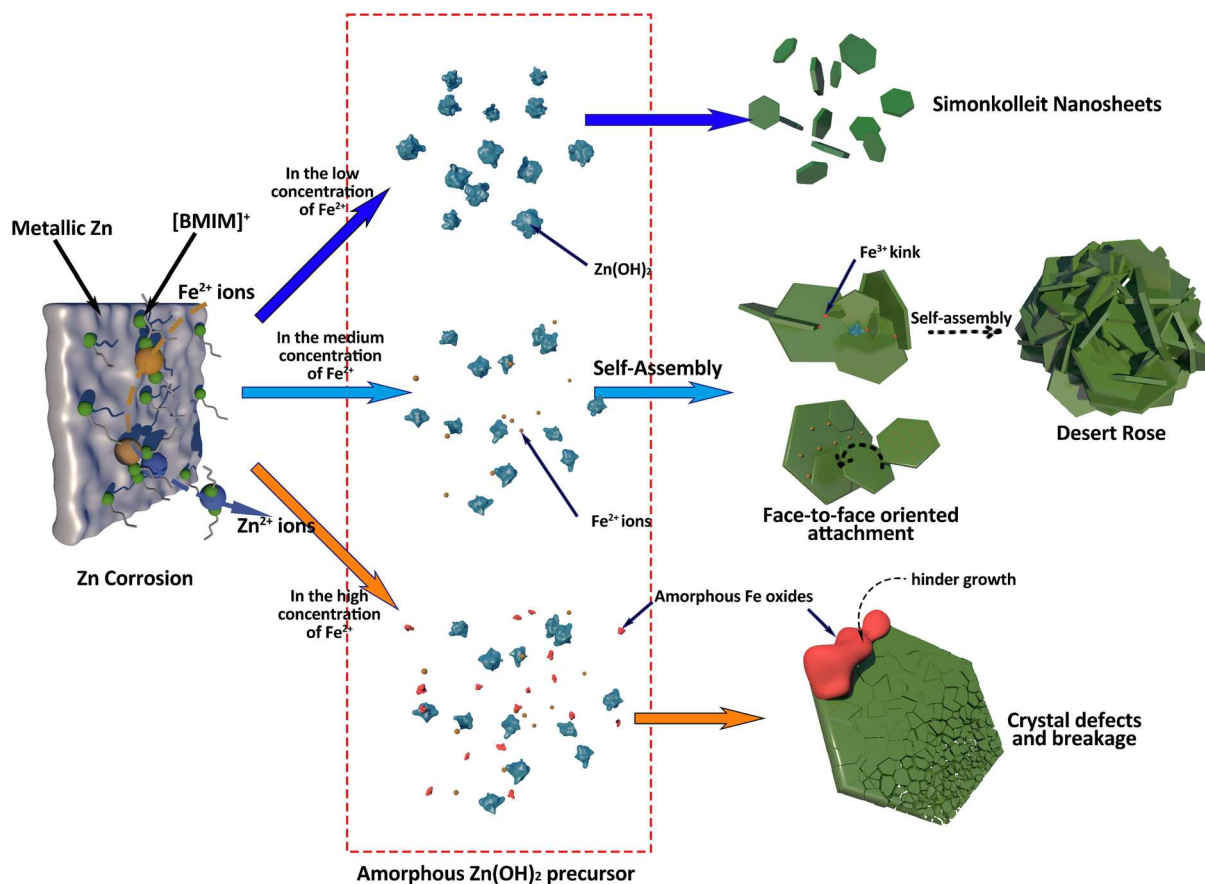 Simonkolleit Nanosheets
In the low
concentration
of Fe²⁺
[BMIM]⁺
Metallic Zn
Zn(OH)₂
Fe³⁺ kink
Fe²⁺ ions
In the medium
concentration
of Fe²⁺
Self-Assembly
Self-assembly
Desert Rose
Fe²⁺ ions
Face-to-face oriented
attachment
Zn²⁺ ions
Zn Corrosion
hinder growth
In the high
concentration
of Fe²⁺
Amorphous Fe oxides
Crystal defects
and breakage
Amorphous Zn(OH)₂ precursor